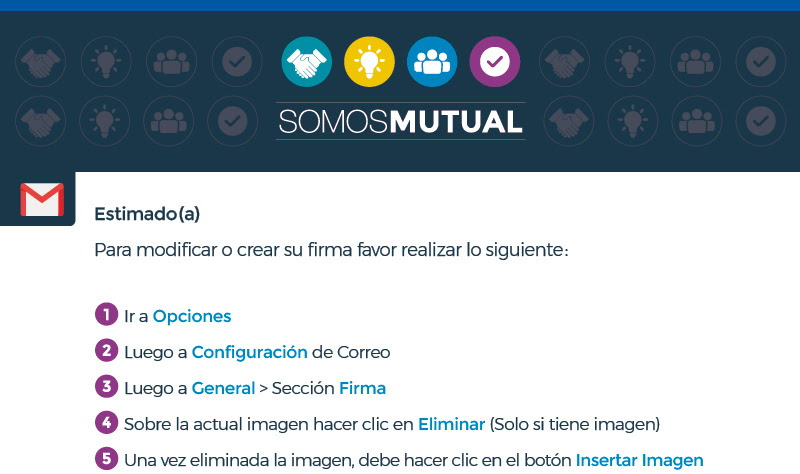 SOMOSMUTUAL
Estimado(a)
Para modificar o crear su firma favor realizar lo siguiente:
1 Ir a Opciones
2 Luego a Configuración de Correo
3 Luego a General > Sección Firma
4 Sobre la actual imagen hacer clic en Eliminar (Solo si tiene imagen)
5 Una vez eliminada la imagen, debe hacer clic en el botón Insertar Imagen